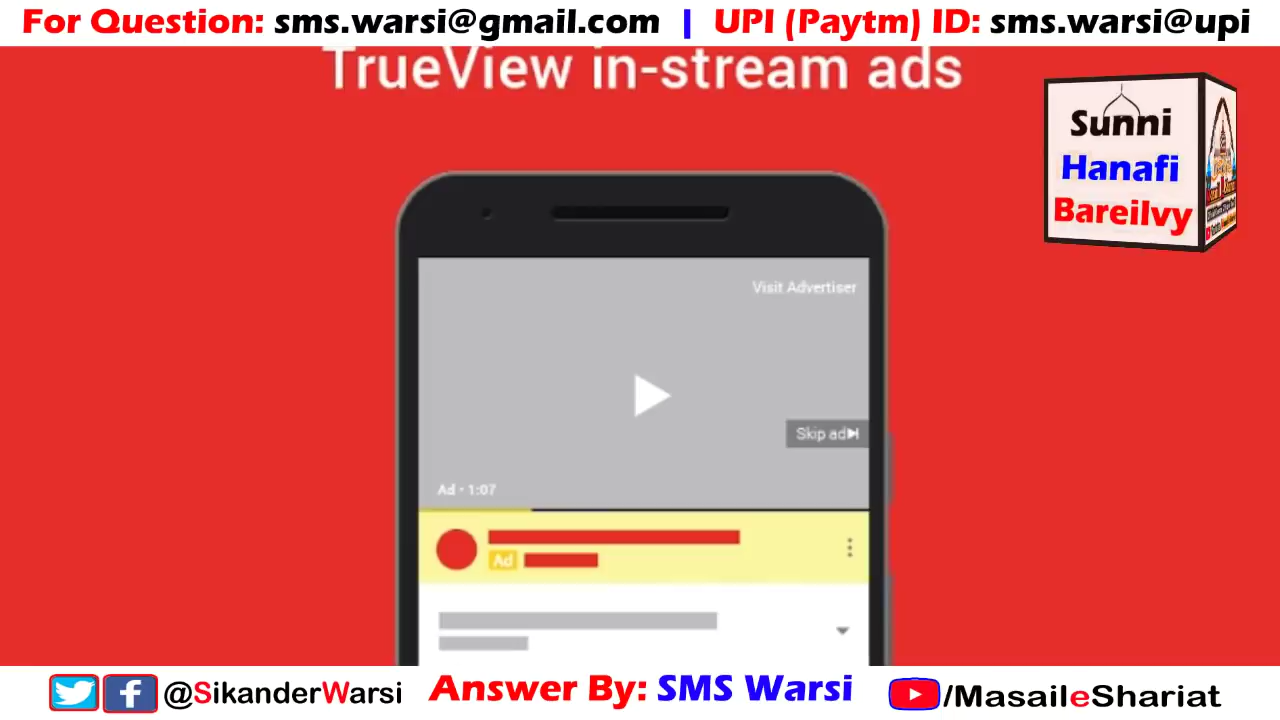 For Question: sms.warsi@gmail.com | UPI (Paytm) ID: sms.warsi@upi
TrueView in-stream ads
Sunni
Hanafi
Bareilvy
Visit Advertiser
Skip ad
Ad • 1:07
Ad
@SikanderWarsi
Answer By: SMS Warsi
/MasaileShariat